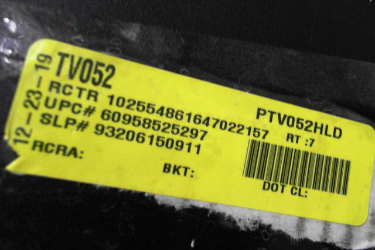 12-23-19
TV052
PTV052HLD
RCTR 102554861647022157 RT :7
UPC# 60958525297
SLP# 93206150911
RCRA:
BKT:
DOT CL: